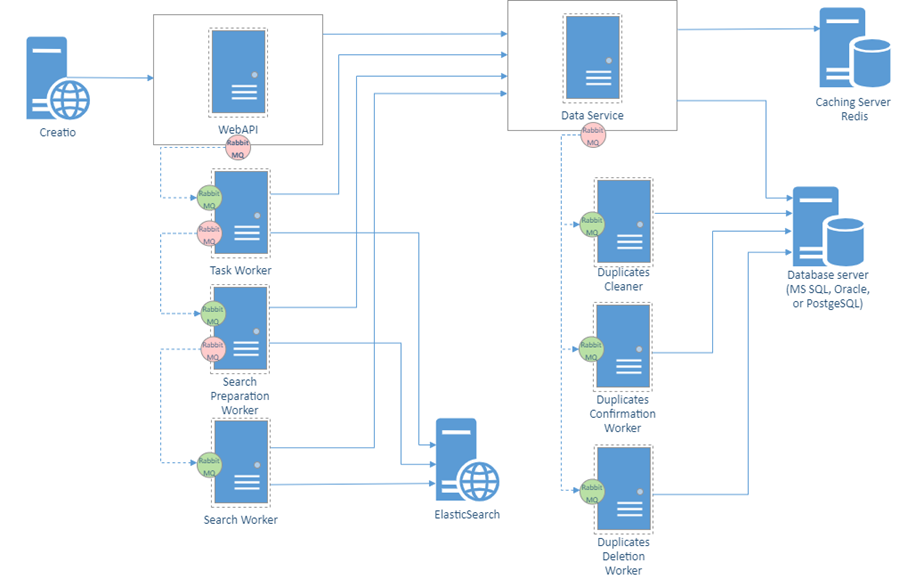 Creatio
WebAPI
Rabbit
MQ
Rabbit
MQ
Rabbit
MQ
Task Worker
Rabbit
MQ
Rabbit
MQ
Search
Preparation
Worker
Rabbit
MQ
Search Worker
ElasticSearch
Data Service
Rabbit
MQ
Rabbit
MQ
Duplicates
Cleaner
Rabbit
MQ
Duplicates
Confirmation
Worker
Rabbit
MQ
Duplicates
Deletion
Worker
Caching Server
Redis
Database server
(MS SQL, Oracle,
or PostgeSQL)